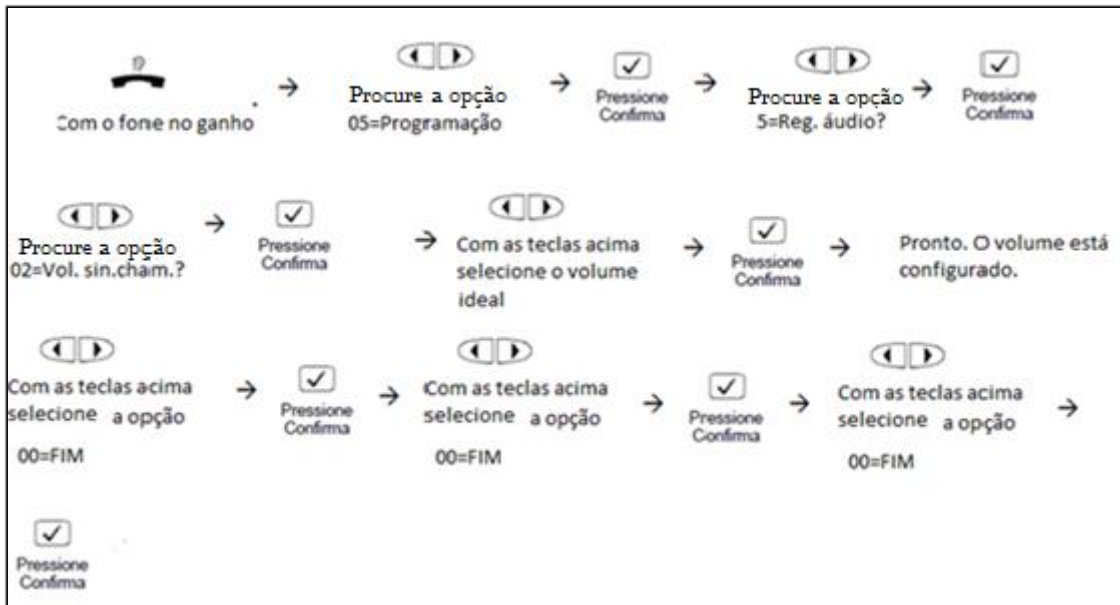 Com o fone no ganho.
→
Procure a opção
05=Programação
→
Pressione
Confirma
→
Procure a opção
5=Reg. áudio?
→
Pressione
Confirma
Procure a opção
02=Vol. sin.cham.?
→
Pressione
Confirma
→
Com as teclas acima
selecione o volume
ideal
→
Pressione
Confirma
→
Pronto. O volume está
configurado.
Com as teclas acima
selecione a opção
00=FIM
→
Pressione
Confirma
→
Com as teclas acima
selecione a opção
00=FIM
→
Pressione
Confirma
→
Com as teclas acima
selecione a opção
00=FIM
→
Pressione
Confirma